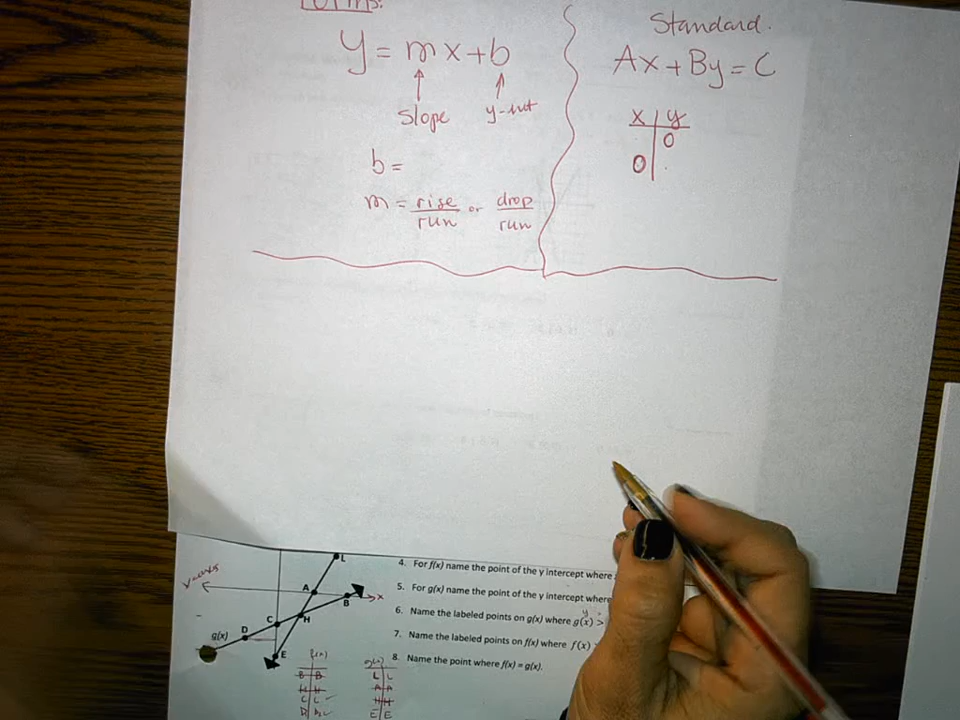 Forms:
y = mx + b
slope y-int
b =
m = rise/run or drop/run
Standard.
Ax + By = C
x | y
| 0
0 |
4. For f(x) name the point of the y intercept where
5. For g(x) name the point of the y intercept where
y
6. Name the labeled points on g(x) where g(x) >
7. Name the labeled points on f(x) where f(x)
8. Name the point where f(x) = g(x).
L
A
x
B
C
H
D
g(x)
E
f(x) g(x)
B B L L
H H A A
C C H H
D E E